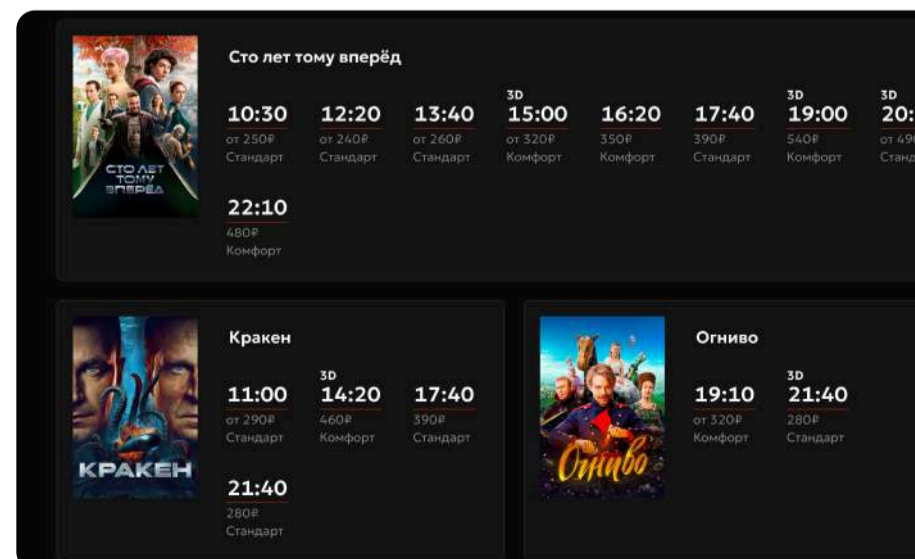 Сто лет тому вперёд
3D 3D 3D
10:30 12:20 13:40 15:00 16:20 17:40 19:00 20:
от 250₽ от 240₽ от 260₽ от 320₽ 350₽ 390₽ 540₽ от 49
Стандарт Стандарт Стандарт Комфорт Комфорт Стандарт Комфорт Станд
СТО ЛЕТ
ТОМУ
ВПЕРЁД
22:10
480₽
Комфорт
Кракен
3D
11:00 14:20 17:40
от 290₽ 460₽ 390₽
Стандарт Комфорт Стандарт
КРАКЕН
21:40
280₽
Стандарт
Огниво
3D
19:10 21:40
от 320₽ 280₽
Комфорт Стандарт
Огниво